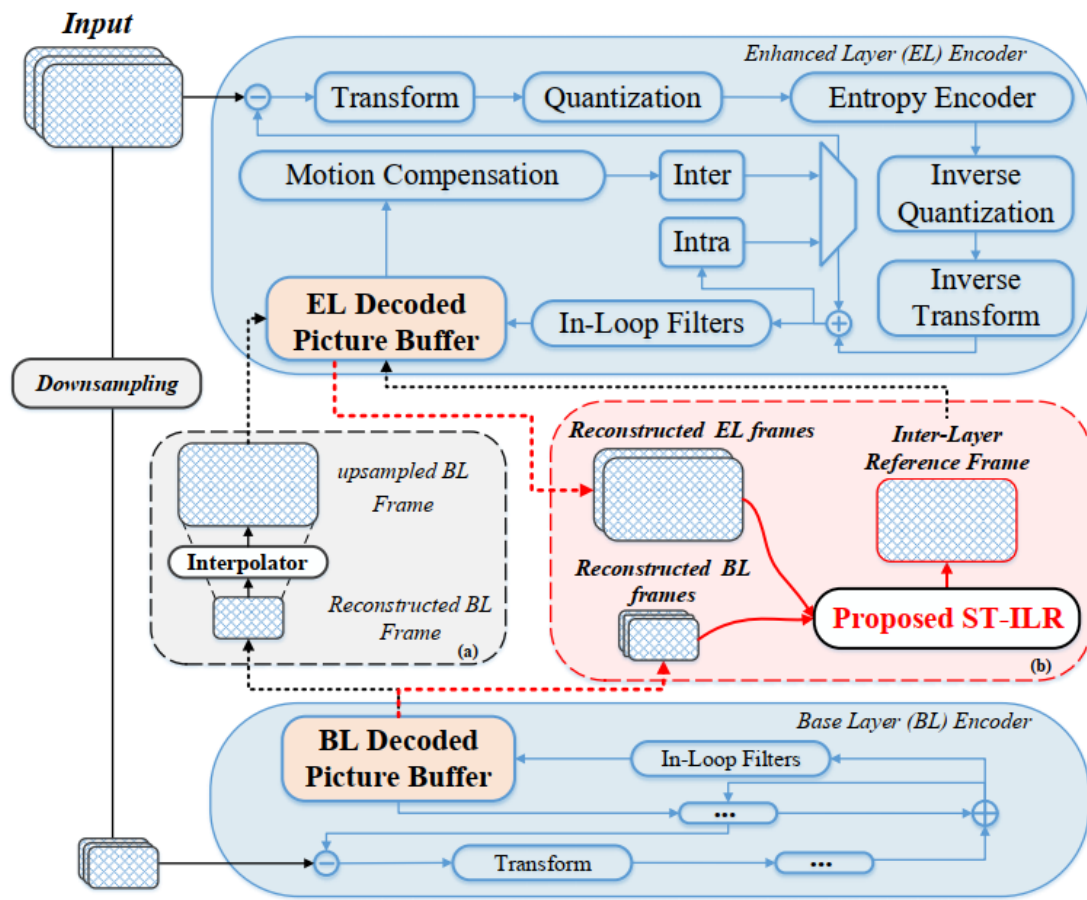 Input
Enhanced Layer (EL) Encoder
Transform
Quantization
Entropy Encoder
Motion Compensation
Inter
Inverse
Quantization
Intra
Inverse
Transform
EL Decoded
Picture Buffer
In-Loop Filters
Downsampling
upsampled BL
Frame
Interpolator
Reconstructed BL
Frame
(a)
Reconstructed EL frames
Inter-Layer
Reference Frame
Reconstructed BL
frames
Proposed ST-ILR
(b)
Base Layer (BL) Encoder
BL Decoded
Picture Buffer
In-Loop Filters
...
Transform
...